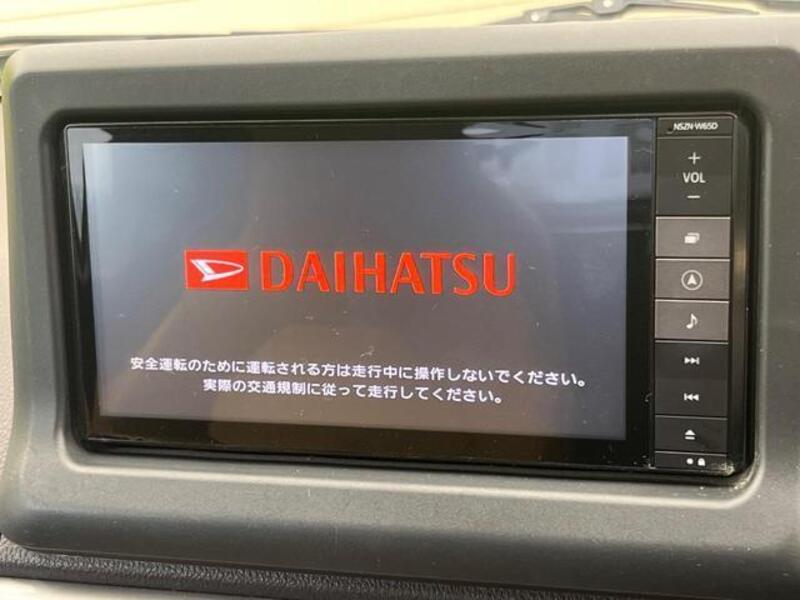 NSZN-W65D
+
VOL
−
DAIHATSU
安全運転のために運転される方は走行中に操作しないでください。
実際の交通規制に従って走行してください。